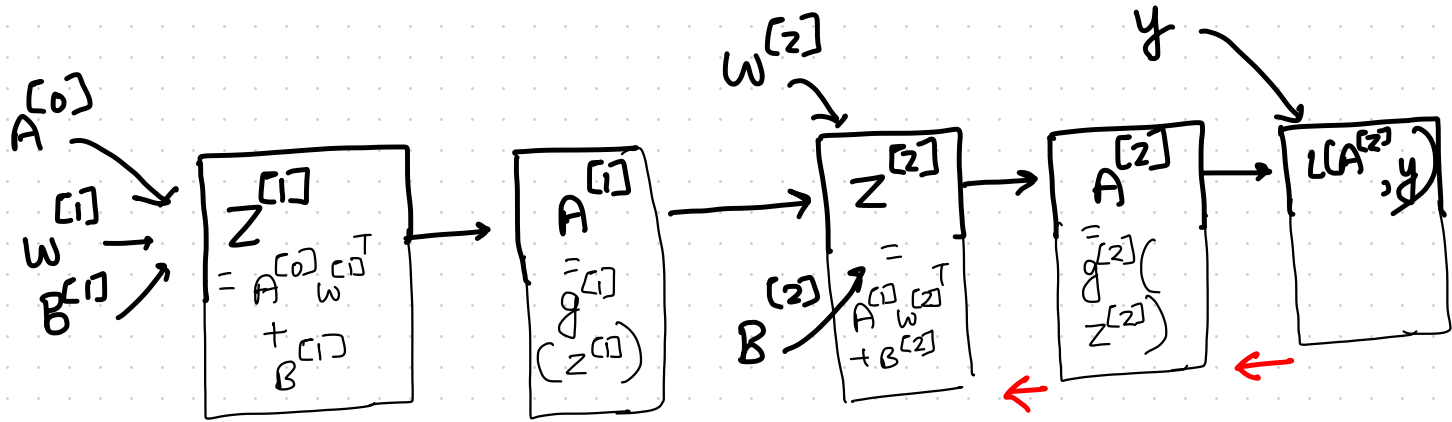 A^[0]
W^[1]
B^[1]
Z^[1]
= A^[0] W^[1]^T
+
B^[1]
A^[1]
=
g^[1]
(Z^[1])
W^[2]
B^[2]
Z^[2]
=
A^[1] W^[2]^T
+ B^[2]
A^[2]
=
g^[2](
Z^[2])
y
L(A^[2]
, y)